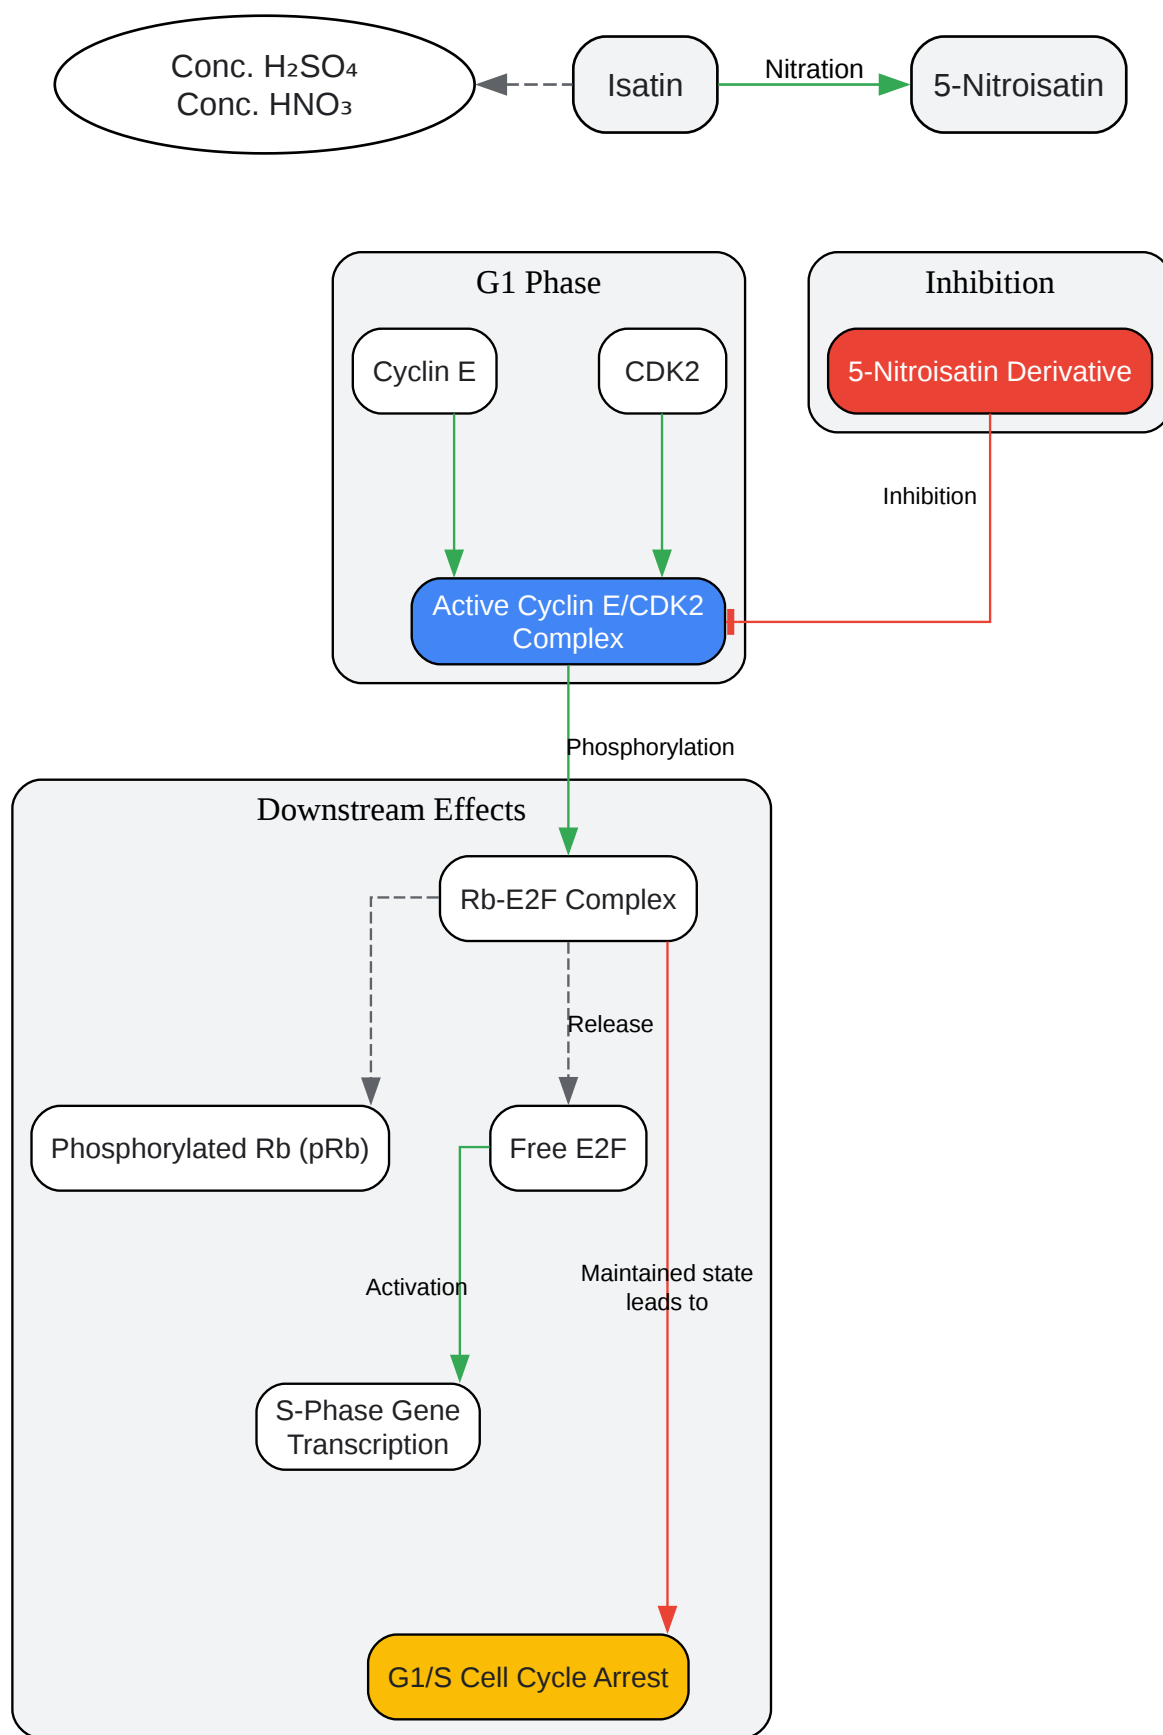 Conc. H₂SO₄
Conc. HNO₃
Isatin
Nitration
5-Nitroisatin
G1 Phase
Inhibition
Cyclin E
CDK2
5-Nitroisatin Derivative
Inhibition
Active Cyclin E/CDK2
Complex
Phosphorylation
Downstream Effects
Rb-E2F Complex
Release
Phosphorylated Rb (pRb)
Free E2F
Activation
Maintained state
leads to
S-Phase Gene
Transcription
G1/S Cell Cycle Arrest